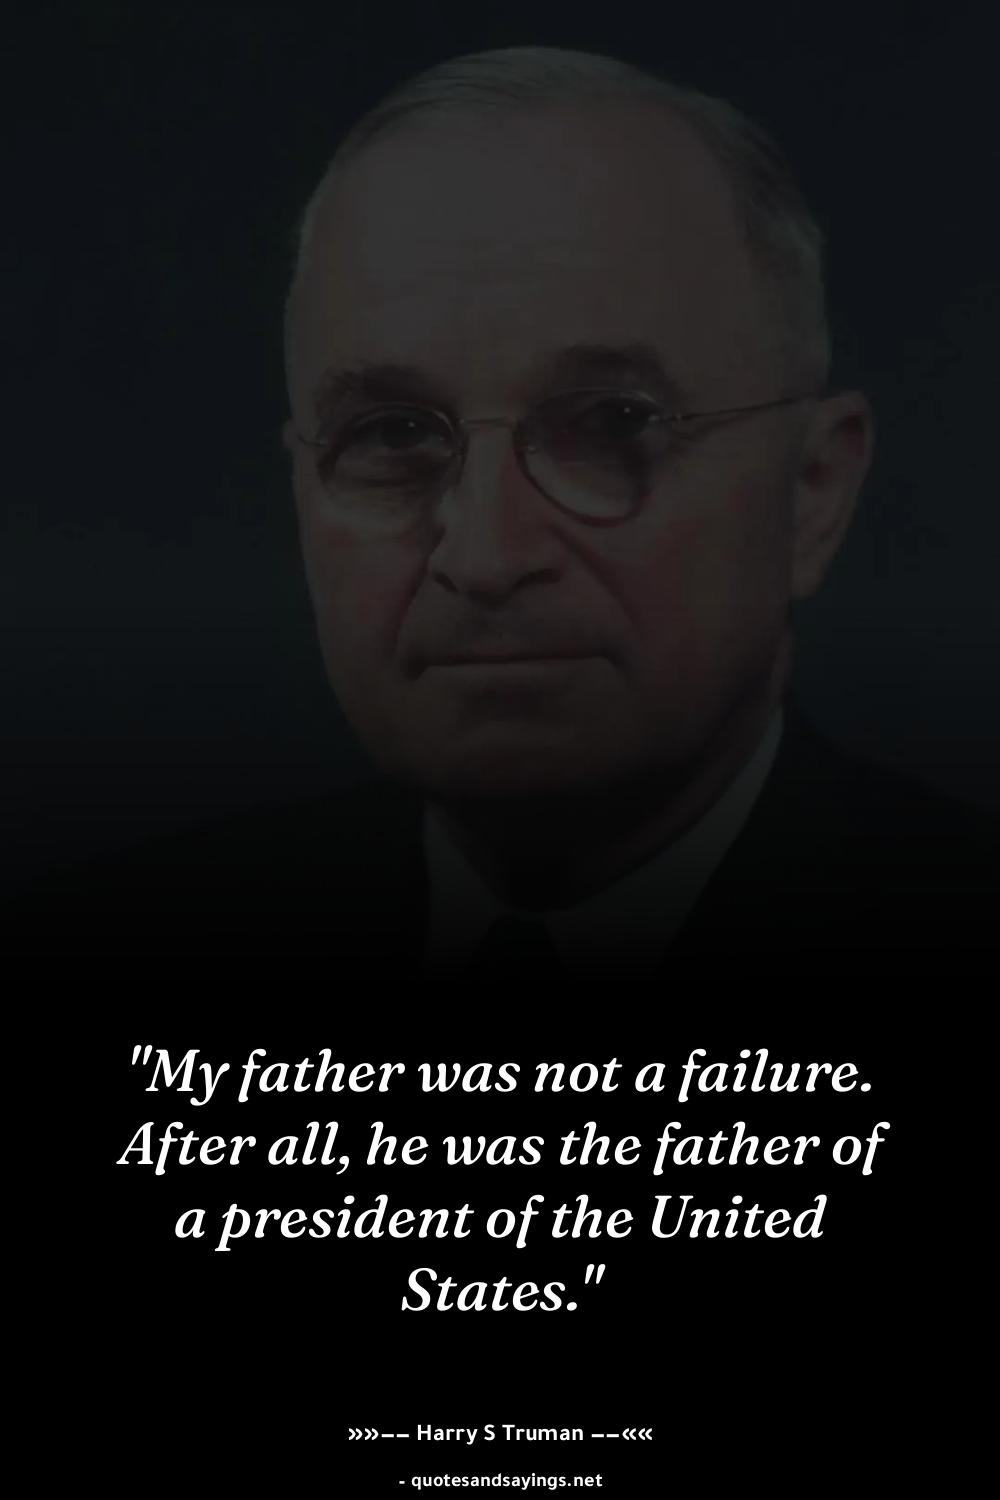 "My father was not a failure.
After all, he was the father of
a president of the United
States."
»»−− Harry S Truman −−««
- quotesandsayings.net